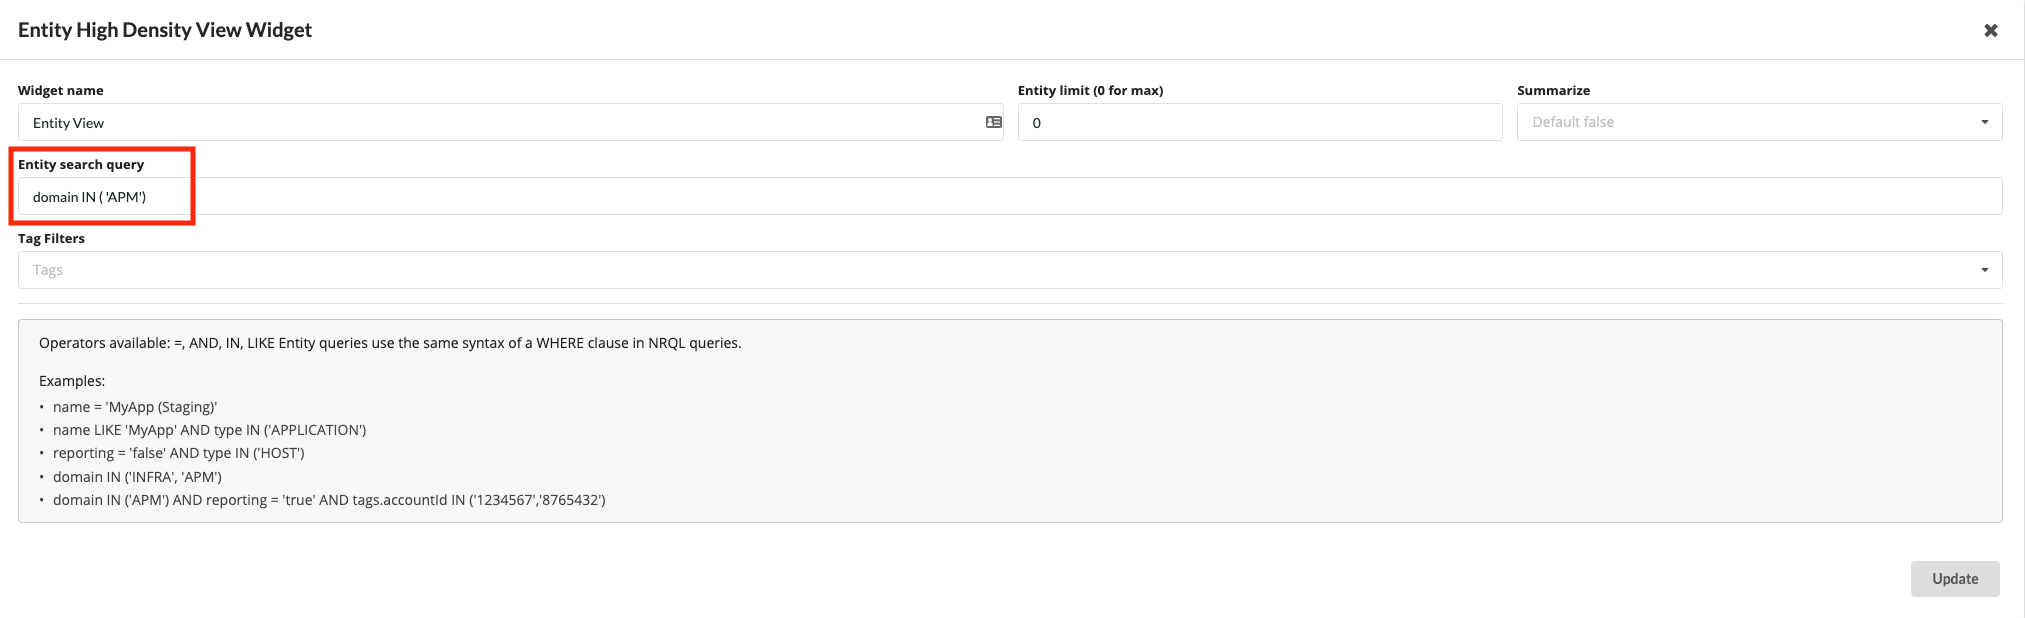 Entity High Density View Widget
Widget name
Entity limit (0 for max)
Summarize
Entity View
0
Default false
Entity search query
domain IN ( 'APM')
Tag Filters
Tags
Operators available: =, AND, IN, LIKE Entity queries use the same syntax of a WHERE clause in NRQL queries.
Examples:
• name = 'MyApp (Staging)'
• name LIKE 'MyApp' AND type IN ('APPLICATION')
• reporting = 'false' AND type IN ('HOST')
• domain IN ('INFRA', 'APM')
• domain IN ('APM') AND reporting = 'true' AND tags.accountId IN ('1234567','8765432')
Update